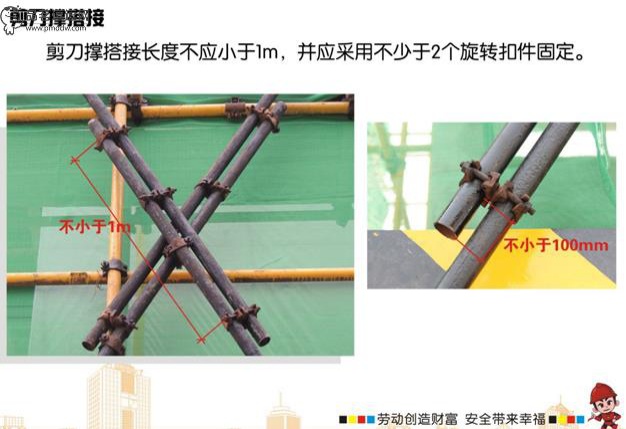 剪刀撑搭接
www.pmddw.com
剪刀撑搭接长度不应小于1m，并应采用不少于2个旋转扣件固定。
不小于1m
不小于100mm
劳动创造财富 安全带来幸福